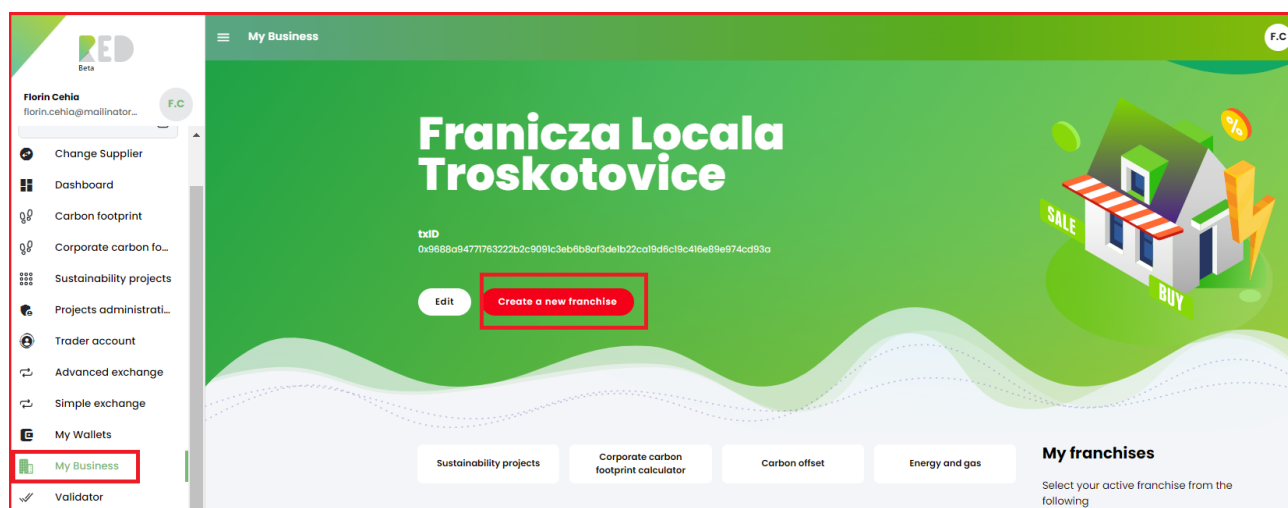 RED
Beta
Florin Cehia
florin.cehia@mailinator...
F.C
Change Supplier
Dashboard
Carbon footprint
Corporate carbon fo...
Sustainability projects
Projects administrati...
Trader account
Advanced exchange
Simple exchange
My Wallets
My Business
Validator
My Business
F.C
Franicza Locala
Troskotovice
txID
0x9688a94771763222b2c9091c3eb6b8af3de1b22ca19d6c19c416e89e974cd93a
Edit
Create a new franchise
%
SALE
BUY
Sustainability projects
Corporate carbon
footprint calculator
Carbon offset
Energy and gas
My franchises
Select your active franchise from the
following